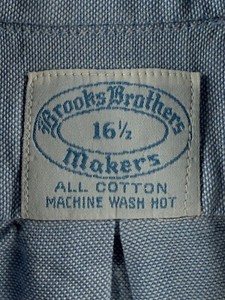 Brooks Brothers
16½
Makers
ALL COTTON
MACHINE WASH HOT